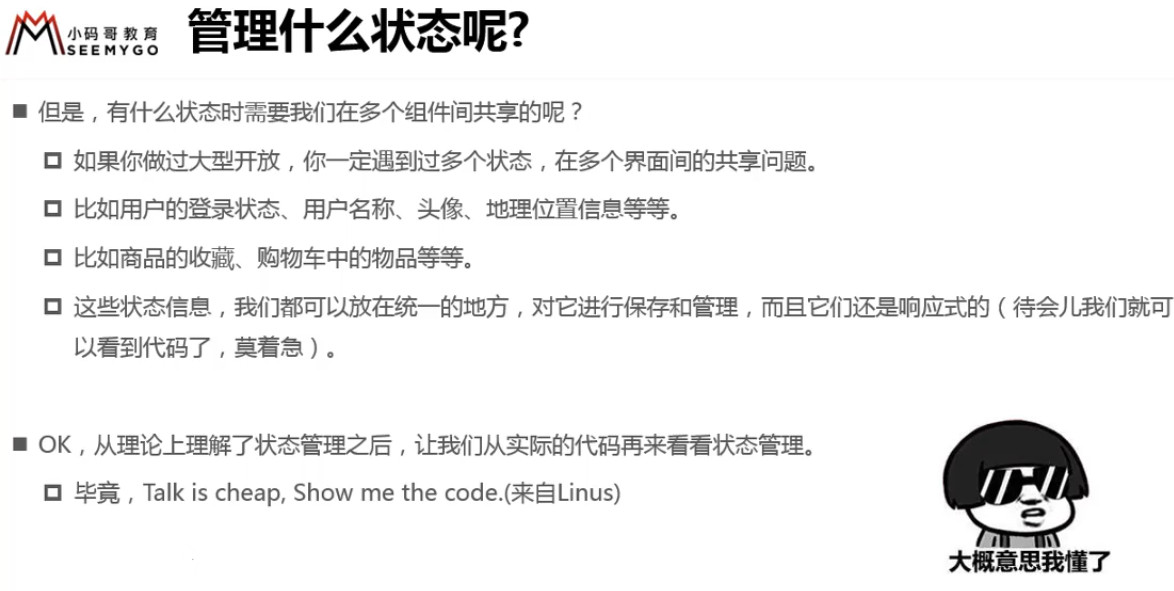 小码哥教育
SEEMYGO
管理什么状态呢?
■ 但是，有什么状态时需要我们在多个组件间共享的呢？
如果你做过大型开放，你一定遇到过多个状态，在多个界面间的共享问题。
比如用户的登录状态、用户名称、头像、地理位置信息等等。
比如商品的收藏、购物车中的物品等等。
这些状态信息，我们都可以放在统一的地方，对它进行保存和管理，而且它们还是响应式的（待会儿我们就可
以看到代码了，莫着急）。
■ OK，从理论上理解了状态管理之后，让我们从实际的代码再来看看状态管理。
毕竟，Talk is cheap, Show me the code.(来自Linus)
大概意思我懂了